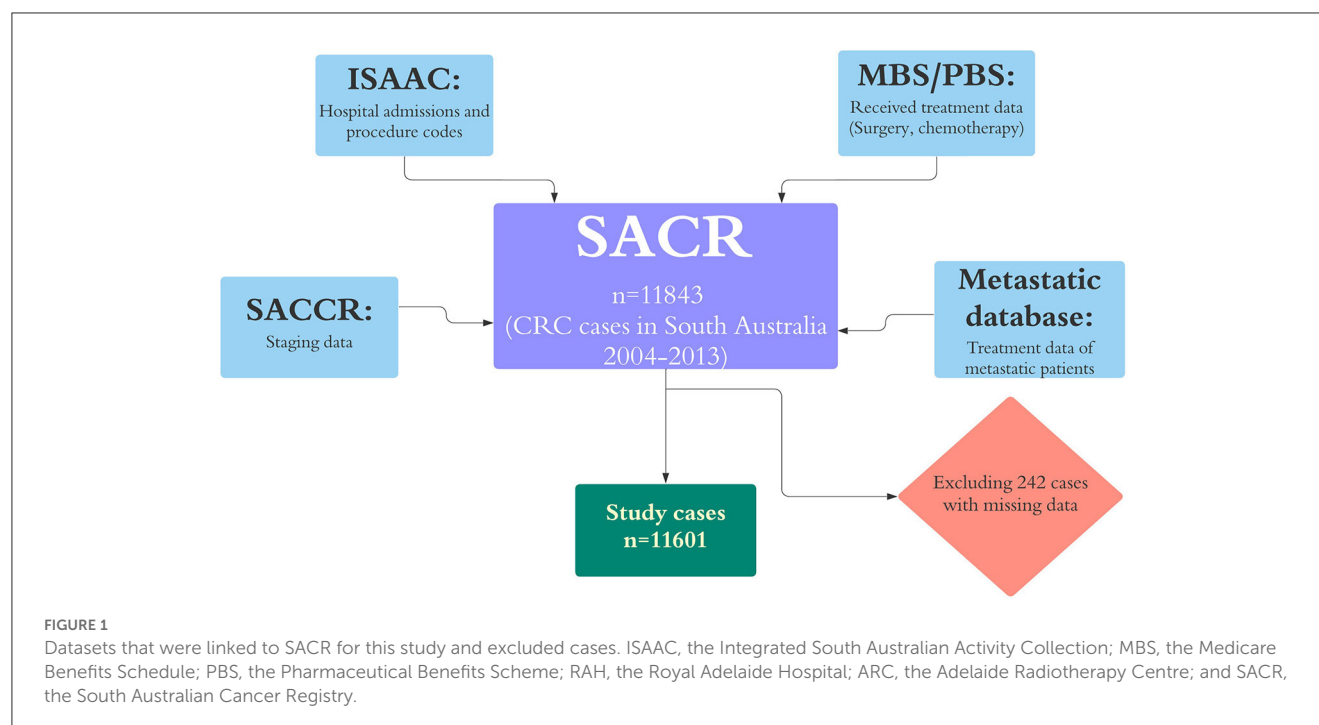 ISAAC:
Hospital admissions and
procedure codes
MBS/PBS:
Received treatment data
(Surgery, chemotherapy)
SACR
n=11843
(CRC cases in South Australia
2004-2013)
SACCR:
Staging data
Metastatic
database:
Treatment data of
metastatic patients
Excluding 242 cases
with missing data
Study cases
n=11601
FIGURE 1
Datasets that were linked to SACR for this study and excluded cases. ISAAC, the Integrated South Australian Activity Collection; MBS, the Medicare
Benefits Schedule; PBS, the Pharmaceutical Benefits Scheme; RAH, the Royal Adelaide Hospital; ARC, the Adelaide Radiotherapy Centre; and SACR,
the South Australian Cancer Registry.